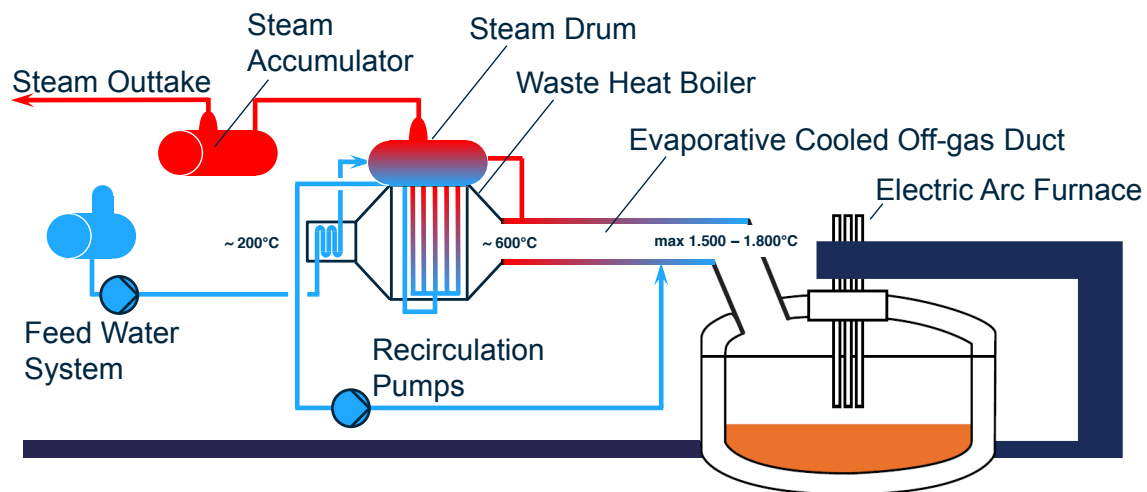 Steam
Accumulator
Steam Drum
Steam Outtake
Waste Heat Boiler
Evaporative Cooled Off-gas Duct
Electric Arc Furnace
~ 200°C
~ 600°C
max 1.500 – 1.800°C
Feed Water
System
Recirculation
Pumps